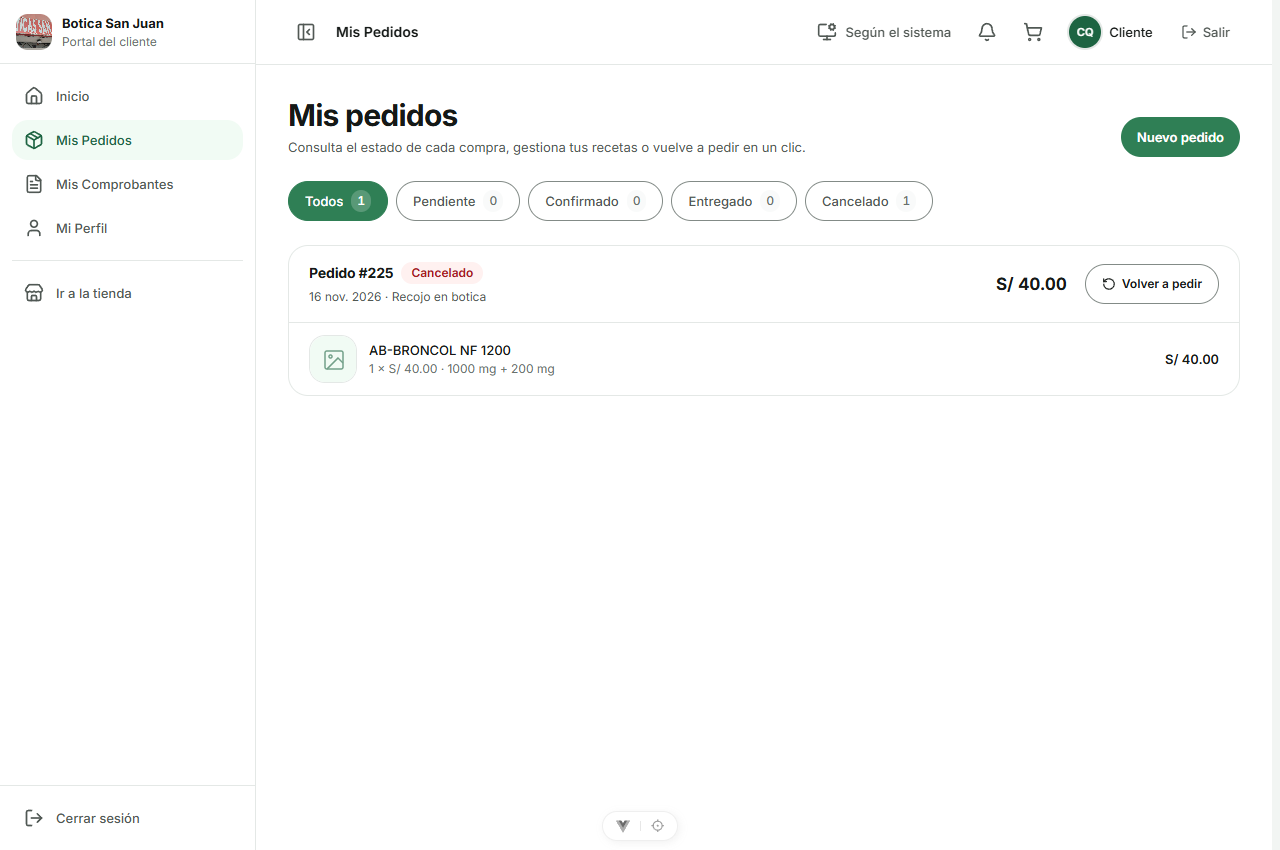 Botica San Juan
Portal del cliente
Inicio
Mis Pedidos
Mis Comprobantes
Mi Perfil
Ir a la tienda
Cerrar sesión
Mis Pedidos
Según el sistema
CQ
Cliente
Salir
Mis pedidos
Consulta el estado de cada compra, gestiona tus recetas o vuelve a pedir en un clic.
Nuevo pedido
Todos 1
Pendiente 0
Confirmado 0
Entregado 0
Cancelado 1
Pedido #225 Cancelado
16 nov. 2026 · Recojo en botica
S/ 40.00
Volver a pedir
AB-BRONCOL NF 1200
1 × S/ 40.00 · 1000 mg + 200 mg
S/ 40.00